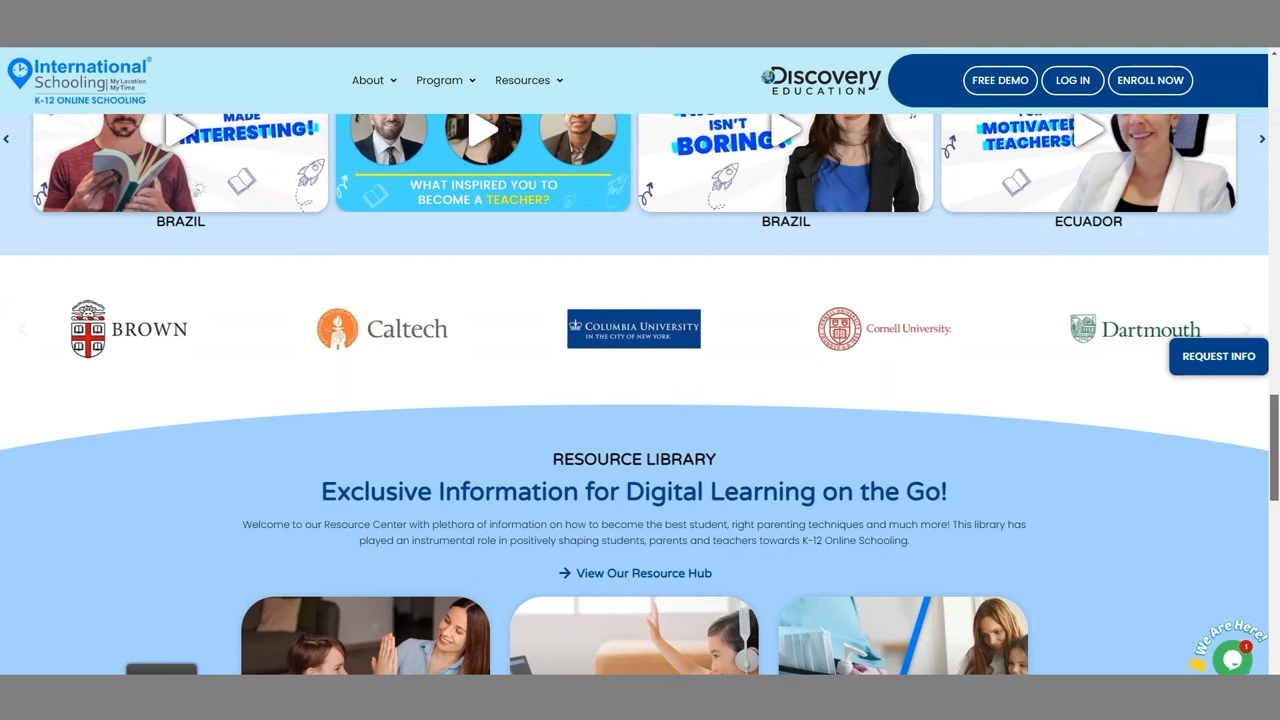 International
Schooling My Location
My Time
K-12 ONLINE SCHOOLING
About
Program
Resources
Discovery
EDUCATION
FREE DEMO
LOG IN
ENROLL NOW
MADE
INTERESTING!
WHAT INSPIRED YOU TO
BECOME A TEACHER?
ISN'T
BORING
MOTIVATED
TEACHERS
BRAZIL
BRAZIL
ECUADOR
BROWN
Caltech
COLUMBIA UNIVERSITY
IN THE CITY OF NEW YORK
Cornell University.
Dartmouth
REQUEST INFO
RESOURCE LIBRARY
Exclusive Information for Digital Learning on the Go!
Welcome to our Resource Center with plethora of information on how to become the best student, right parenting techniques and much more! This library has
played an instrumental role in positively shaping students, parents and teachers towards K-12 Online Schooling.
View Our Resource Hub
We Are Here!
1